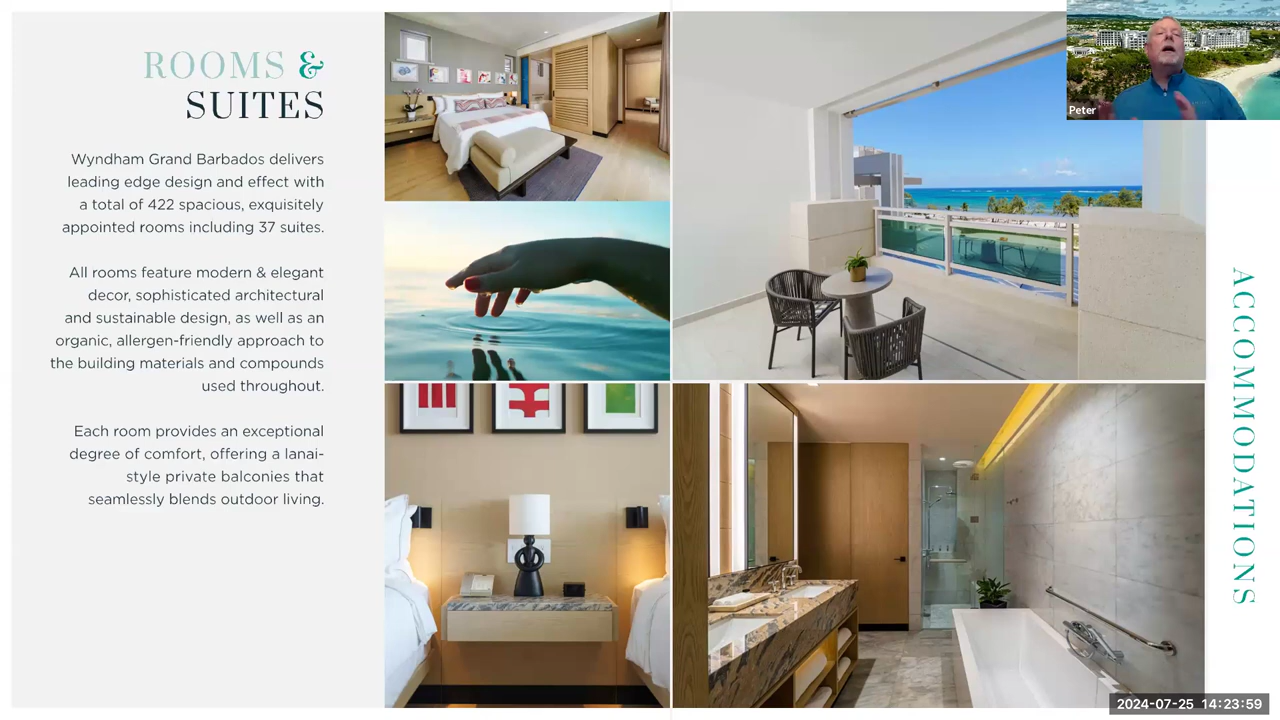 ROOMS &
SUITES
Wyndham Grand Barbados delivers
leading edge design and effect with
a total of 422 spacious, exquisitely
appointed rooms including 37 suites.
All rooms feature modern & elegant
decor, sophisticated architectural
and sustainable design, as well as an
organic, allergen-friendly approach to
the building materials and compounds
used throughout.
Each room provides an exceptional
degree of comfort, offering a lanai-
style private balconies that
seamlessly blends outdoor living.
Peter
ACCOMMODATIONS
2024-07-25 14:23:59